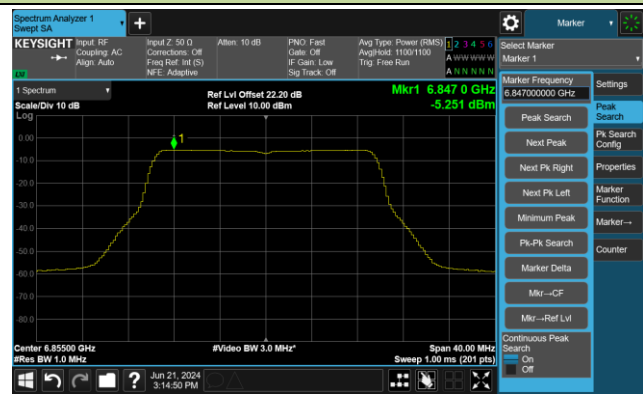 Spectrum Analyzer 1
Swept SA
Marker
KEYSIGHT
Input: RF
Coupling: AC
Align: Auto
Input Z: 50 Ω
Corrections: Off
Freq Ref: Int (S)
NFE: Adaptive
Atten: 10 dB
PNO: Fast
Gate: Off
IF Gain: Low
Sig Track: Off
Avg Type: Power (RMS)
Avg|Hold: 1100/1100
Trig: Free Run
1 2 3 4 5 6
A W W W W W
A N N N N N
LXI
Select Marker
Marker 1
1 Spectrum
Scale/Div 10 dB
Log
Ref Lvl Offset 22.20 dB
Ref Level 10.00 dBm
Mkr1 6.847 0 GHz
-5.251 dBm
1
0.00
-10.0
-20.0
-30.0
-40.0
-50.0
-60.0
-70.0
-80.0
Center 6.85500 GHz
#Res BW 1.0 MHz
#Video BW 3.0 MHz*
Span 40.00 MHz
Sweep 1.00 ms (201 pts)
Marker Frequency
6.847000000 GHz
Peak Search
Next Peak
Next Pk Right
Next Pk Left
Minimum Peak
Pk-Pk Search
Marker Delta
Mkr→CF
Mkr→Ref Lvl
Continuous Peak
Search
On
Off
Settings
Peak
Search
Pk Search
Config
Properties
Marker
Function
Marker→
Counter
Jun 21, 2024
3:14:50 PM